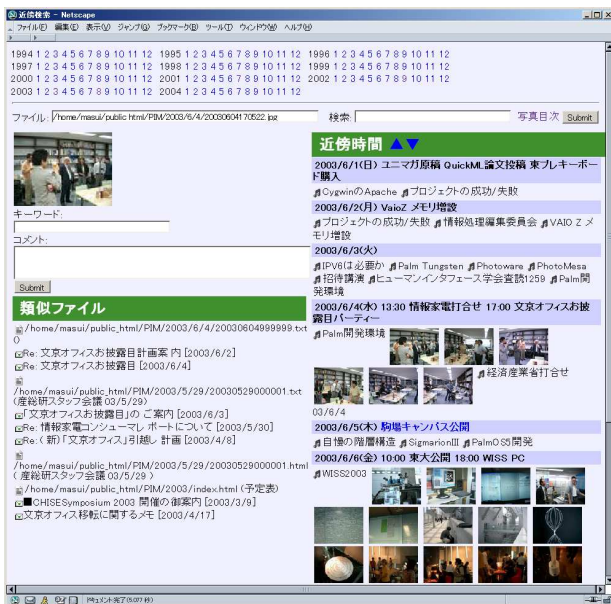 近傍検索 - Netscape
ファイル(F) 編集(E) 表示(V) ジャンプ(G) ブックマーク(B) ツール(T) ウィンドウ(W) ヘルプ(H)
1994 1 2 3 4 5 6 7 8 9 10 11 12 1995 1 2 3 4 5 6 7 8 9 10 11 12 1996 1 2 3 4 5 6 7 8 9 10 11 12
1997 1 2 3 4 5 6 7 8 9 10 11 12 1998 1 2 3 4 5 6 7 8 9 10 11 12 1999 1 2 3 4 5 6 7 8 9 10 11 12
2000 1 2 3 4 5 6 7 8 9 10 11 12 2001 1 2 3 4 5 6 7 8 9 10 11 12 2002 1 2 3 4 5 6 7 8 9 10 11 12
2003 1 2 3 4 5 6 7 8 9 10 11 12 2004 1 2 3 4 5 6 7 8 9 10 11 12
ファイル: /home/masui/public html/PIM/2003/6/4/20030604170522.jpg 検索: 写真目次 Submit
キーワード:
コメント:
Submit
類似ファイル
/home/masui/public_html/PIM/2003/6/4/20030604999999.txt
()
Re: 文京オフィスお披露目計画案内 [2003/6/2]
Re: 文京オフィスお披露目 [2003/6/4]
/home/masui/public_html/PIM/2003/5/29/20030529000001.txt
(産総研スタッフ会議 03/5/29)
「文京オフィスお披露目」のご案内 [2003/6/3]
Re: 情報家電コンシューマレポートについて [2003/5/30]
Re: (新)「文京オフィス」引越し計画 [2003/4/8]
/home/masui/public_html/PIM/2003/5/29/20030529000001.html
(産総研スタッフ会議 03/5/29 )
/home/masui/public_html/PIM/2003/index.html (予定表)
■CHISESymposium 2003 開催の御案内 [2003/3/9]
文京オフィス移転に関するメモ [2003/4/17]
近傍時間 ▲▼
2003/6/1(日) ユニマガ原稿 QuickML論文投稿 東プレキーボー
ド購入
CygwinのApache プロジェクトの成功/失敗
2003/6/2(月) VaioZ メモリ増設
プロジェクトの成功/失敗 情報処理編集委員会 VAIO Z メ
モリ増設
2003/6/3(火)
IPV6は必要か Palm Tungsten Photoware PhotoMesa
招待講演 ヒューマンインタフェース学会査読1259 Palm開
発環境
2003/6/4(水) 13:30 情報家電打合せ 17:00 文京オフィスお披
露目パーティー
Palm開発環境
経済産業省打合せ
03/6/4
2003/6/5(木) 駒場キャンパス公開
自慢の階層構造 SigmarionIII PalmOS5開発
2003/6/6(金) 10:00 東大公開 18:00 WISS PC
WISS2003
ドキュメント: 完了(5.077 秒)